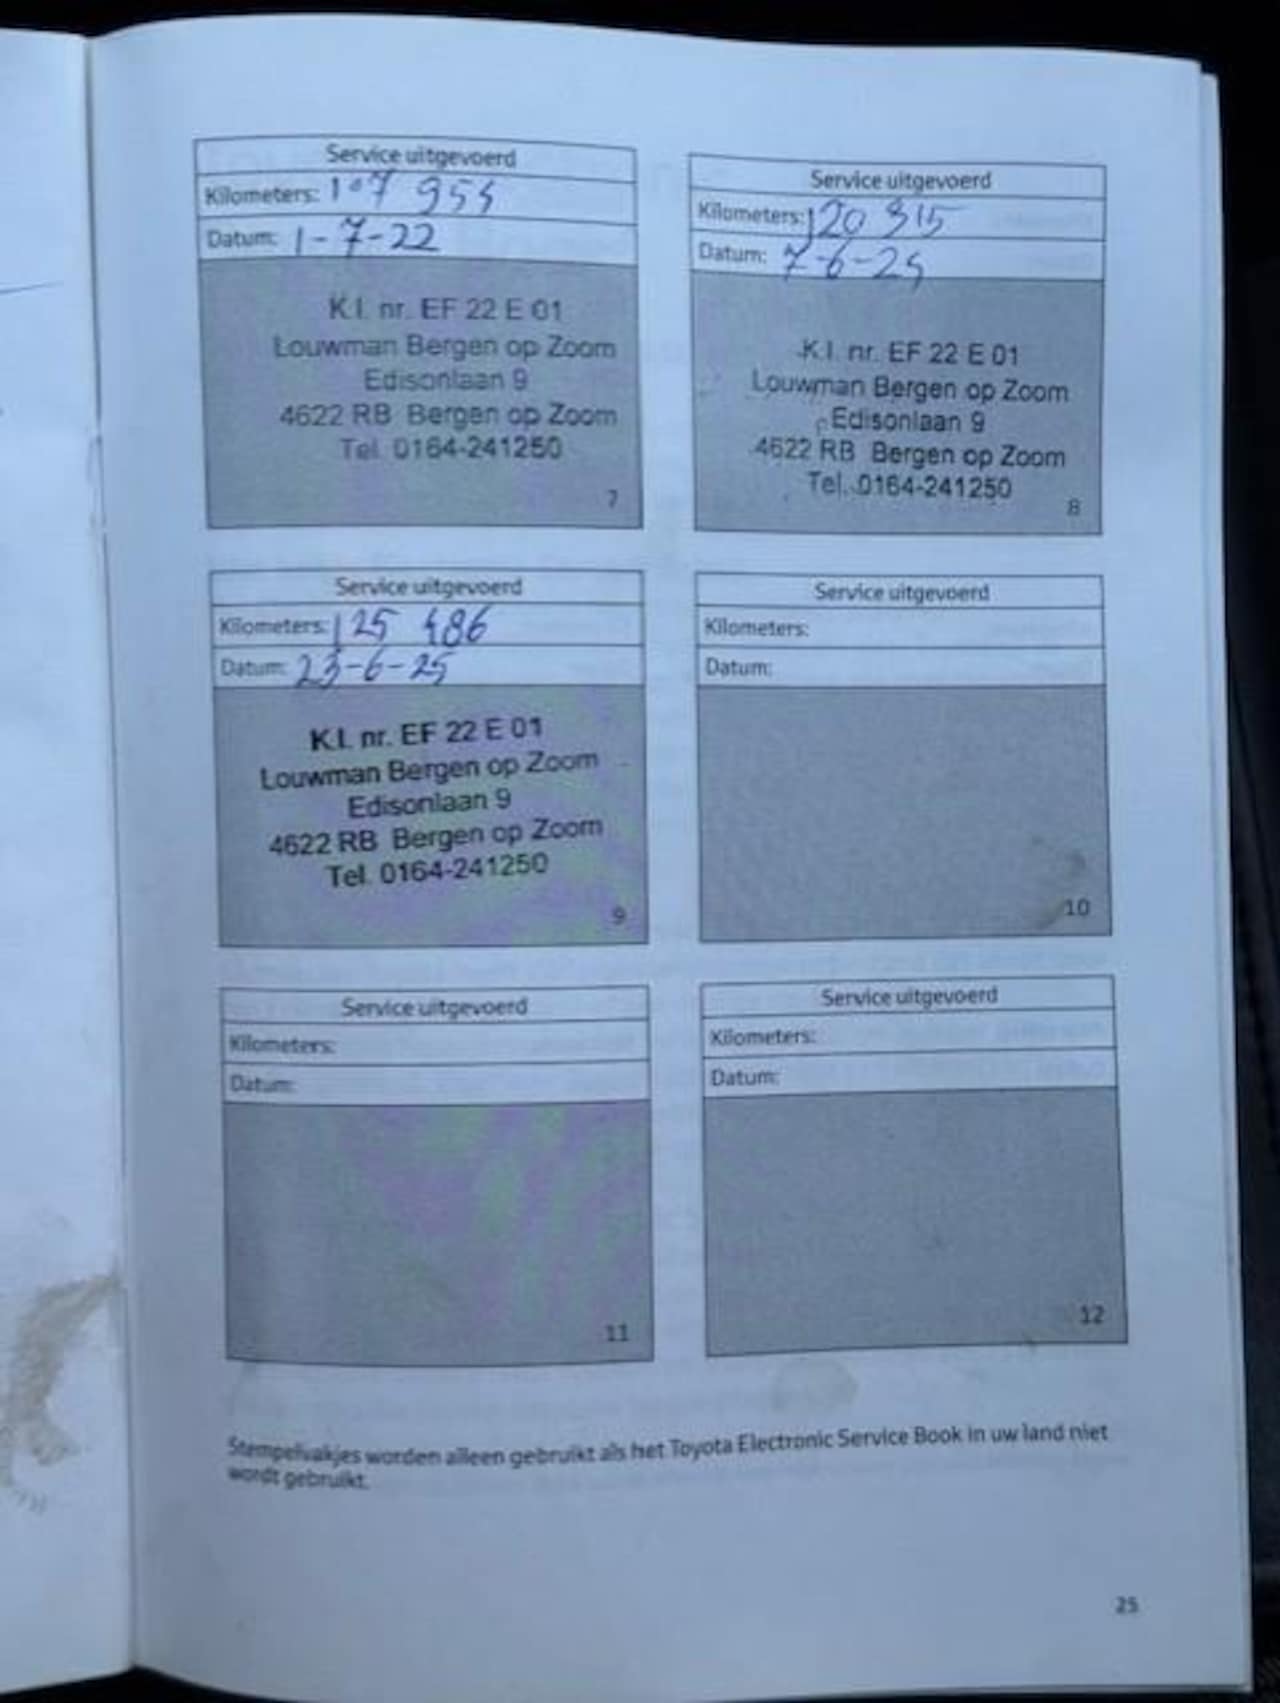 Service uitgevoerd
Kilometers: 107 954
Datum: 1-7-22
K.I. nr. EF 22 E 01
Louwman Bergen op Zoom
Edisonlaan 9
4622 RB Bergen op Zoom
Tel. 0164-241250
7
Service uitgevoerd
Kilometers: 120 315
Datum: 7-6-24
K.I. nr. EF 22 E 01
Louwman Bergen op Zoom
Edisonlaan 9
4622 RB Bergen op Zoom
Tel. 0164-241250
8
Service uitgevoerd
Kilometers: 125 486
Datum: 23-6-25
K.I. nr. EF 22 E 01
Louwman Bergen op Zoom
Edisonlaan 9
4622 RB Bergen op Zoom
Tel. 0164-241250
9
Service uitgevoerd
Kilometers:
Datum:
10
Service uitgevoerd
Kilometers:
Datum:
11
Service uitgevoerd
Kilometers:
Datum:
12
Stempelvakjes worden alleen gebruikt als het Toyota Electronic Service Book in uw land niet
wordt gebruikt.
25